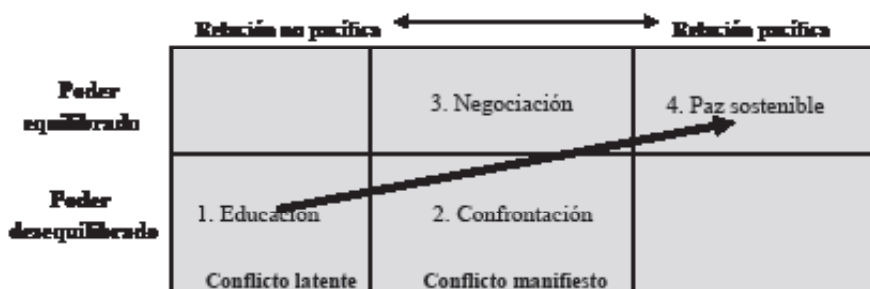 Relación no pacífica Relación pacífica
Poder
equilibrado
3. Negociación 4. Paz sostenible
Poder
desequilibrado
1. Educación 2. Confrontación
Conflicto latente Conflicto manifiesto